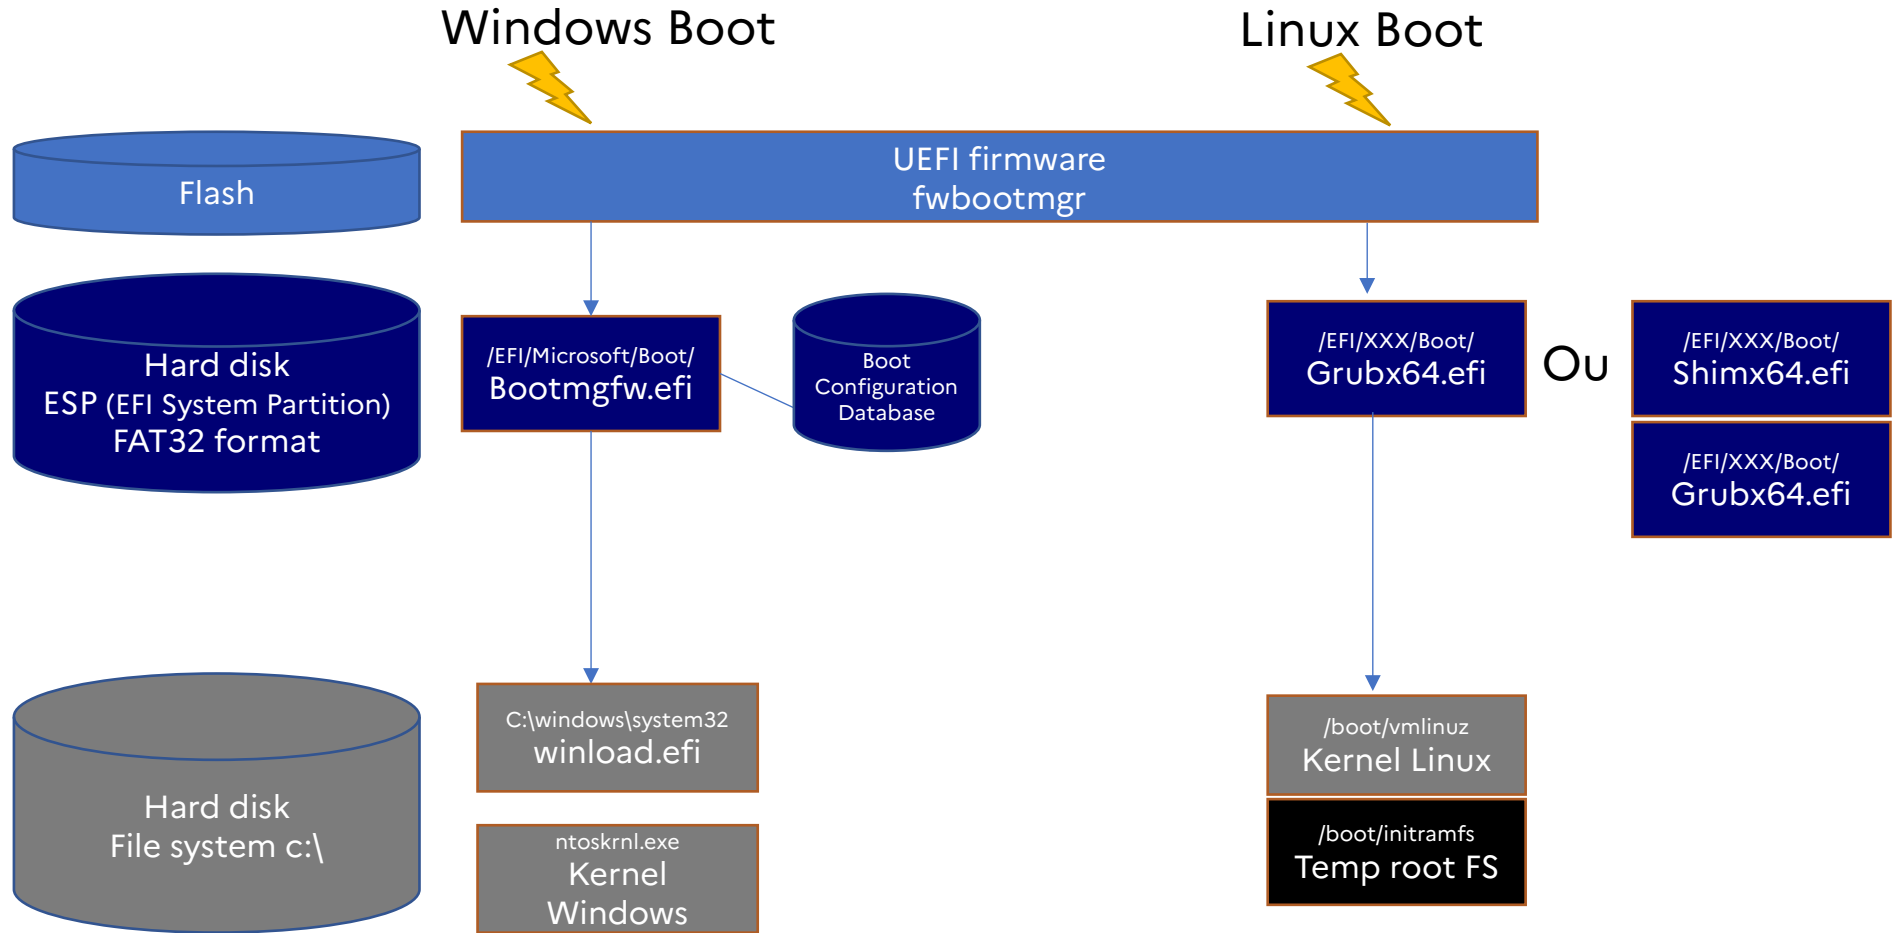 Windows Boot
Linux Boot
Flash
UEFI firmware
fwbootmgr
Hard disk
ESP (EFI System Partition)
FAT32 format
/EFI/Microsoft/Boot/
Bootmgfw.efi
Boot
Configuration
Database
/EFI/XXX/Boot/
Grubx64.efi
Ou
/EFI/XXX/Boot/
Shimx64.efi
/EFI/XXX/Boot/
Grubx64.efi
Hard disk
File system c:\
C:\windows\system32
winload.efi
ntoskrnl.exe
Kernel
Windows
/boot/vmlinuz
Kernel Linux
/boot/initramfs
Temp root FS